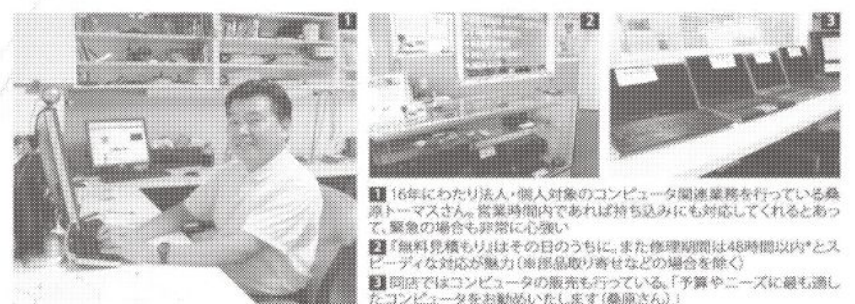 1
2
3
1 16年にわたり法人・個人対象のコンピュータ関連業務を行っている桑
原トーマスさん。営業時間内であれば持ち込みにも対応してくれるとあっ
て、緊急の場合も非常に心強い
2 『無料見積もり』はその日のうちに。また修理期間は48時間以内*とス
ピーディな対応が魅力(※部品取り寄せなどの場合を除く)
3 同店ではコンピュータの販売も行っている。「予算やニーズに最も適し
たコンピュータをお勧めいたします(桑原さん)」